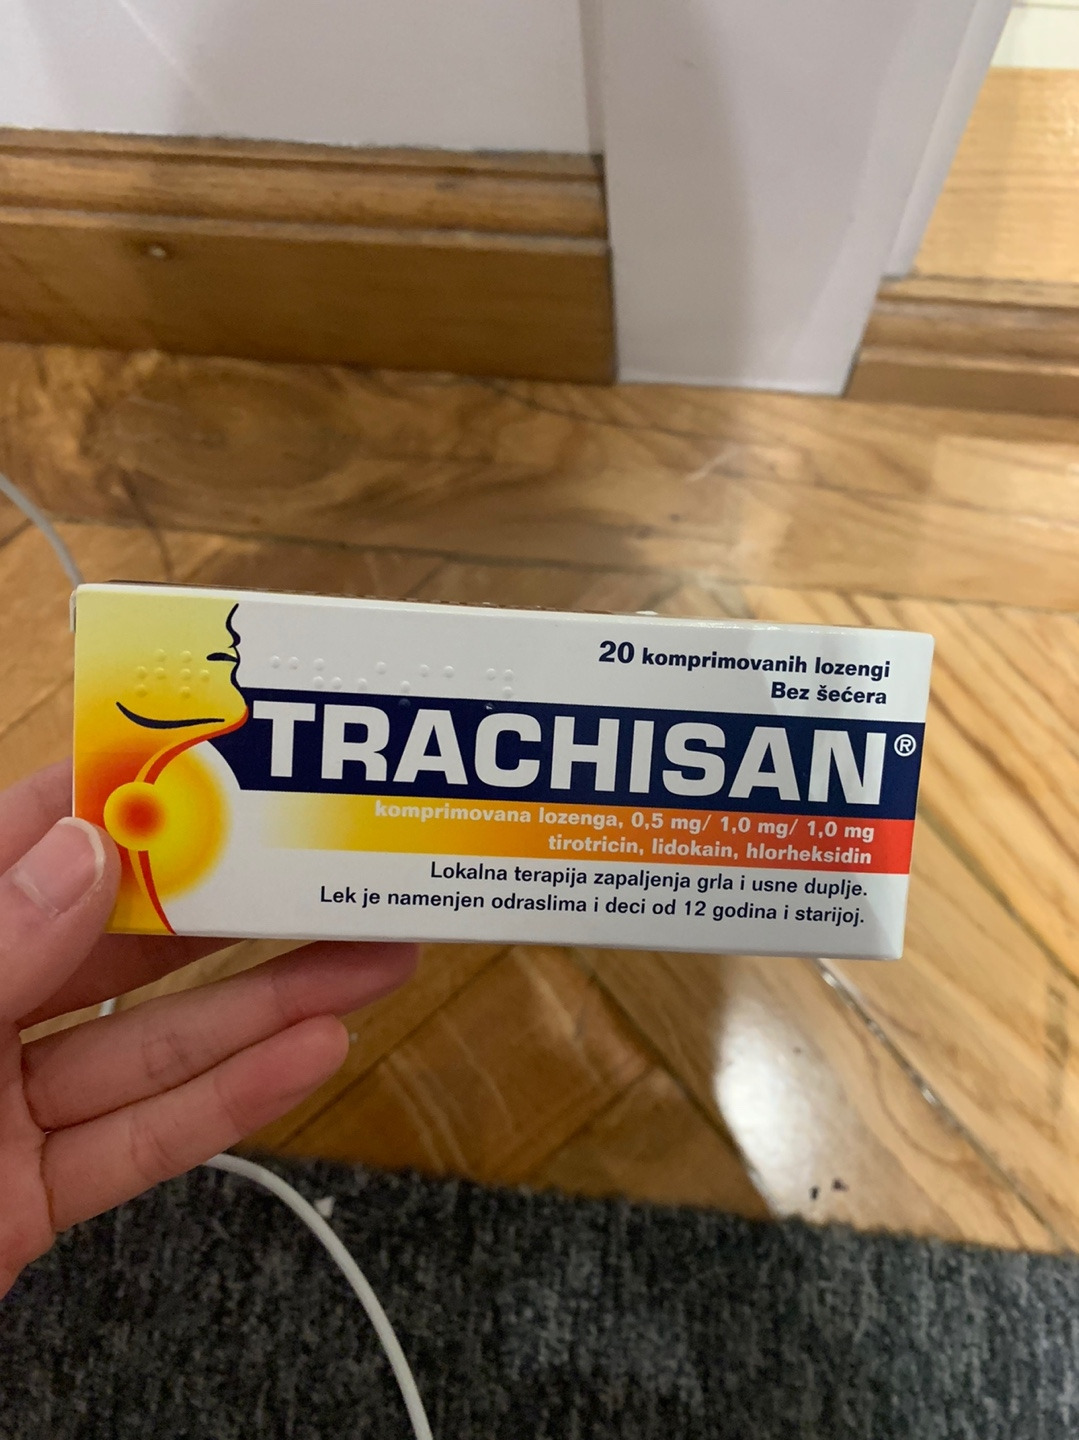 20 komprimovanih lozengi
Bez šećera
TRACHISAN®
komprimovana lozenga, 0,5 mg/ 1,0 mg/ 1,0 mg
tirotricin, lidokain, hlorheksidin
Lokalna terapija zapaljenja grla i usne duplje.
Lek je namenjen odraslima i deci od 12 godina i starijoj.